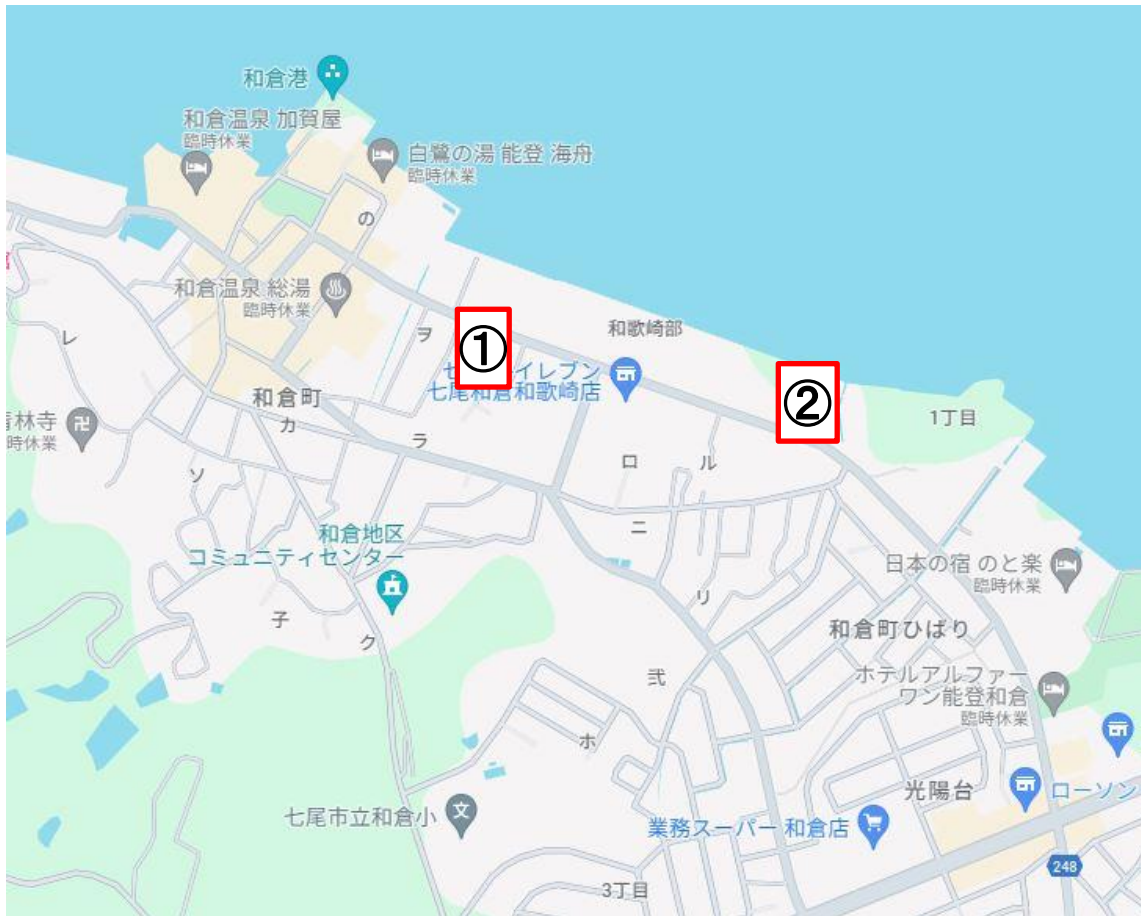 和倉港
和倉温泉 加賀屋
臨時休業
白鷺の湯 能登 海舟
臨時休業
の
和倉温泉 総湯
臨時休業
①
ヲ
和歌崎部
レ
イレブン
七尾和倉和歌崎店
②
和倉町
1丁目
青林寺
時休業
カ
ラ
ソ
ロ
ル
和倉地区
コミュニティセンター
ニ
日本の宿 のと楽
臨時休業
リ
子
ク
和倉町ひばり
弐
ホテルアルファー
ワン能登和倉
臨時休業
ホ
光陽台
ローソン
七尾市立和倉小
業務スーパー 和倉店
248
3丁目